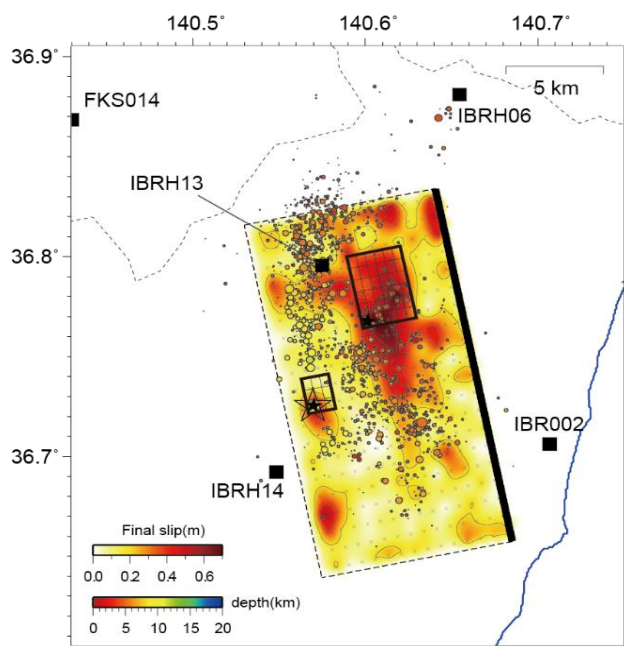 140.5 140.6 140.7
36.9°
5 km
FKS014
IBRH06
IBRH13
36.8°
IBR002
36.7°
IBRH14
Final slip(m)
0.0 0.2 0.4 0.6
depth(km)
0 5 10 15 20